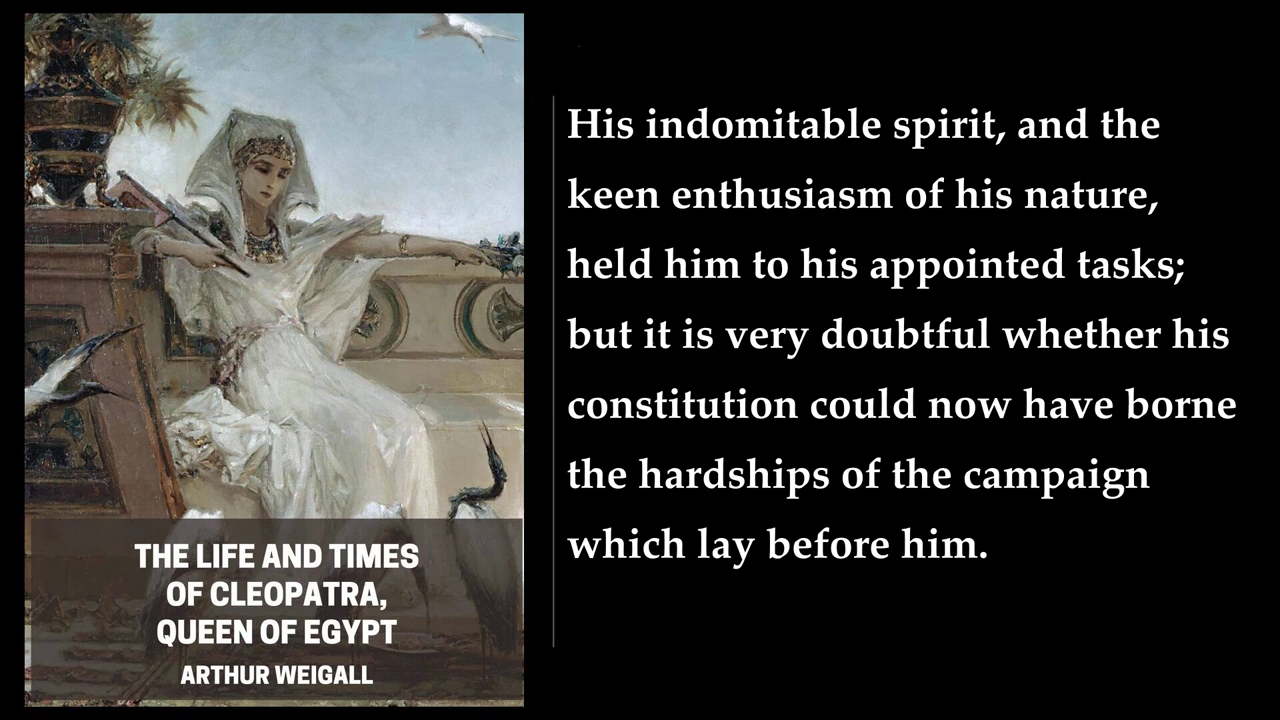 His indomitable spirit, and the
keen enthusiasm of his nature,
held him to his appointed tasks;
but it is very doubtful whether his
constitution could now have borne
the hardships of the campaign
which lay before him.
THE LIFE AND TIMES
OF CLEOPATRA,
QUEEN OF EGYPT
ARTHUR WEIGALL